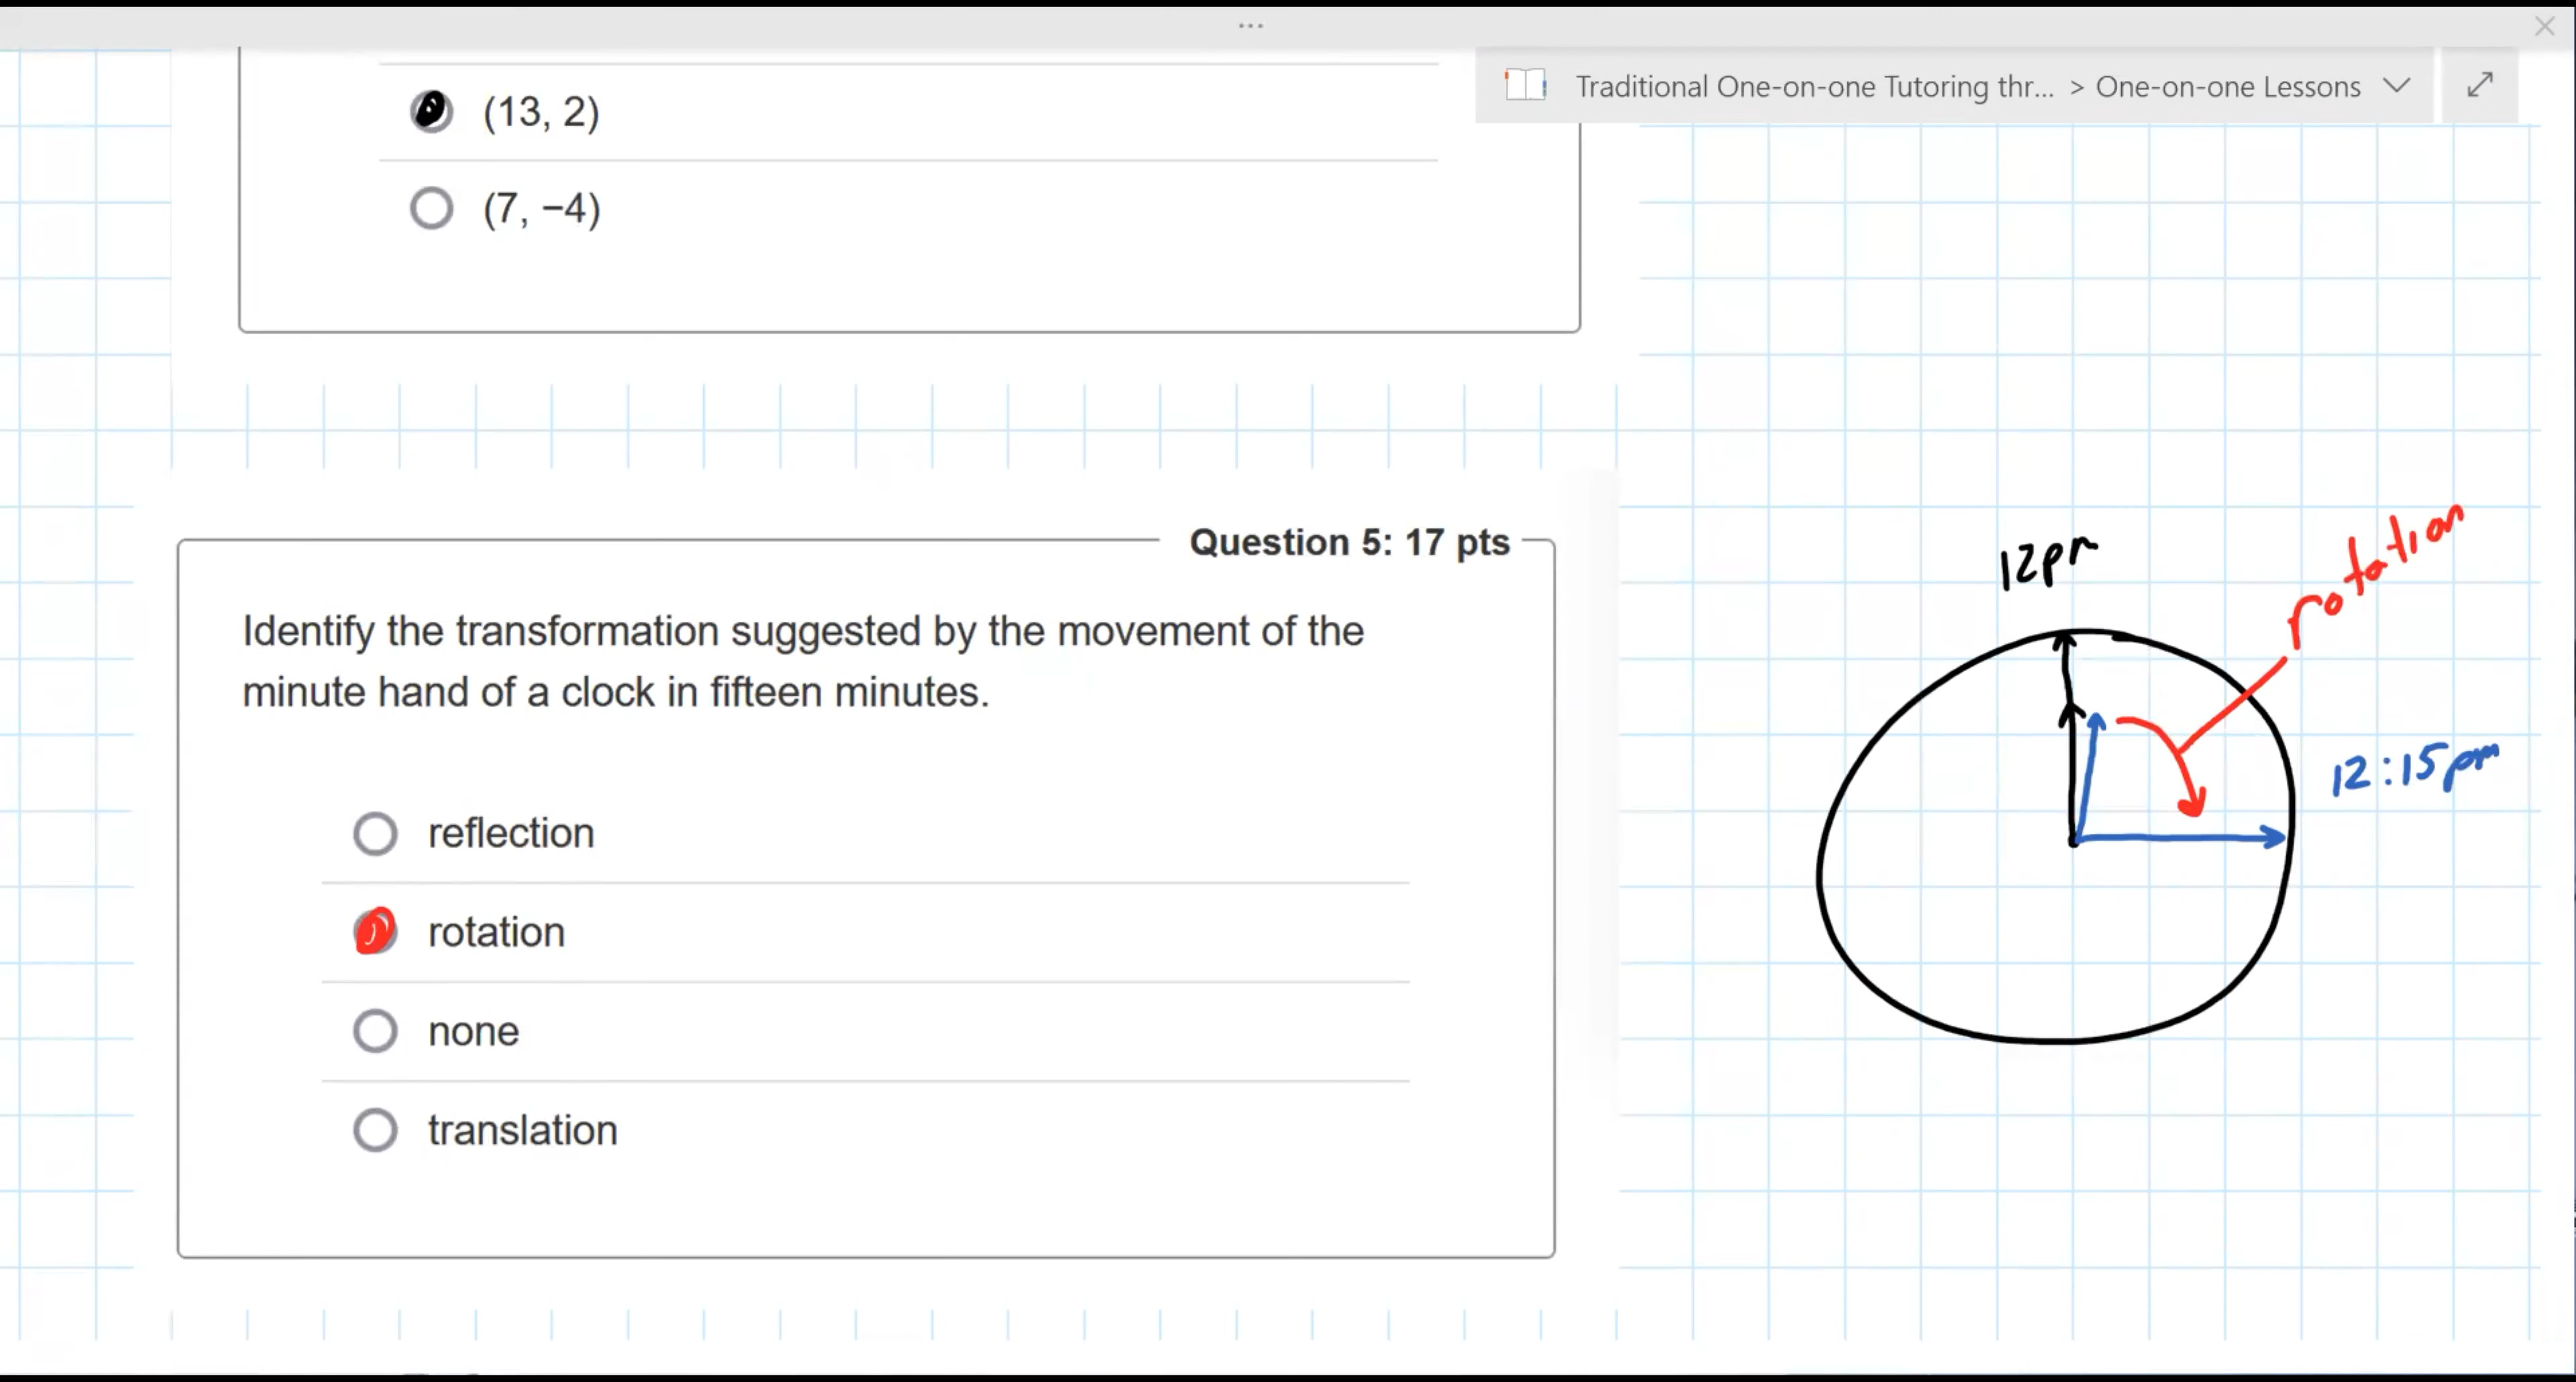 Traditional One-on-one Tutoring thr... > One-on-one Lessons
(13, 2)
(7, −4)
Question 5: 17 pts
Identify the transformation suggested by the movement of the
minute hand of a clock in fifteen minutes.
reflection
rotation
none
translation
12pm
rotation
12:15pm